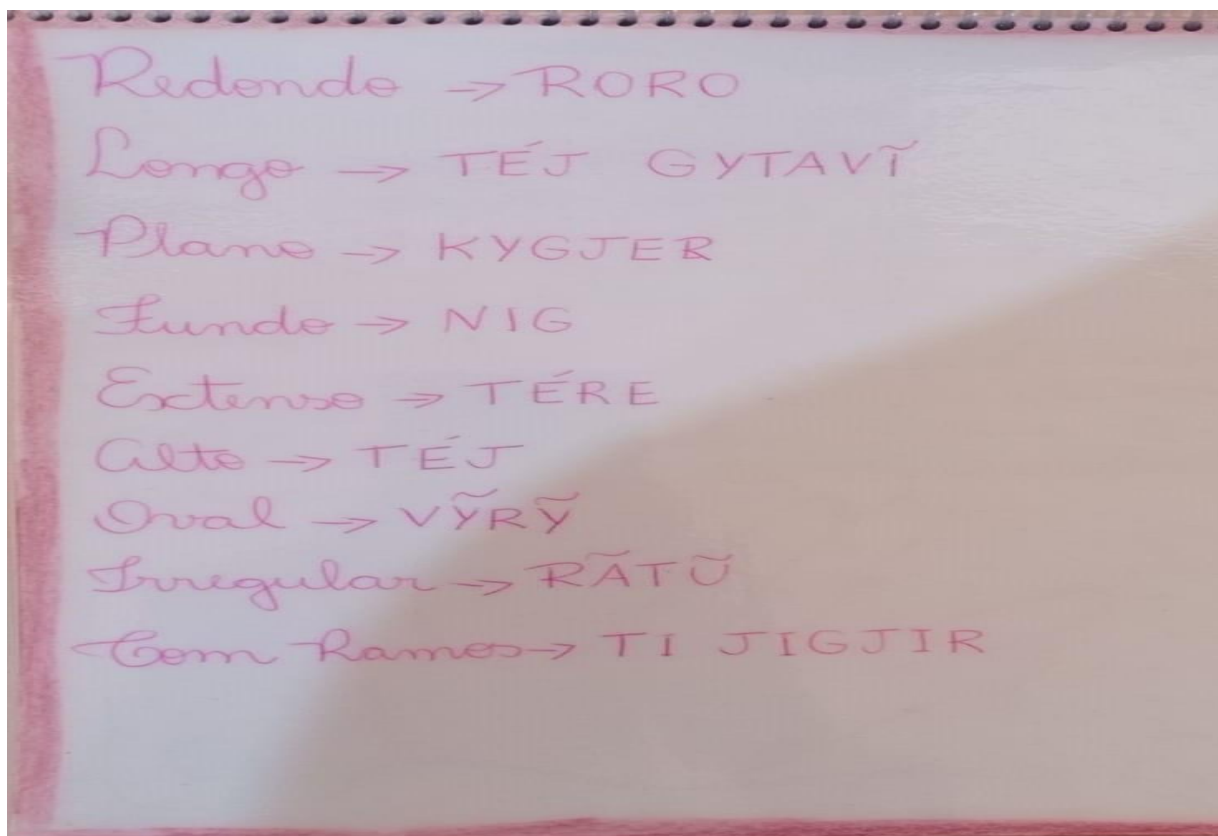 Redondo → RORO
Longo → TÉJ GYTAVĨ
Plano → KYGJER
Fundo → NIG
Extenso → TÉRE
Alto → TÉJ
Oval → VỸRỸ
Irregular → RÃTŨ
Com Ramos → TI JIGJIR